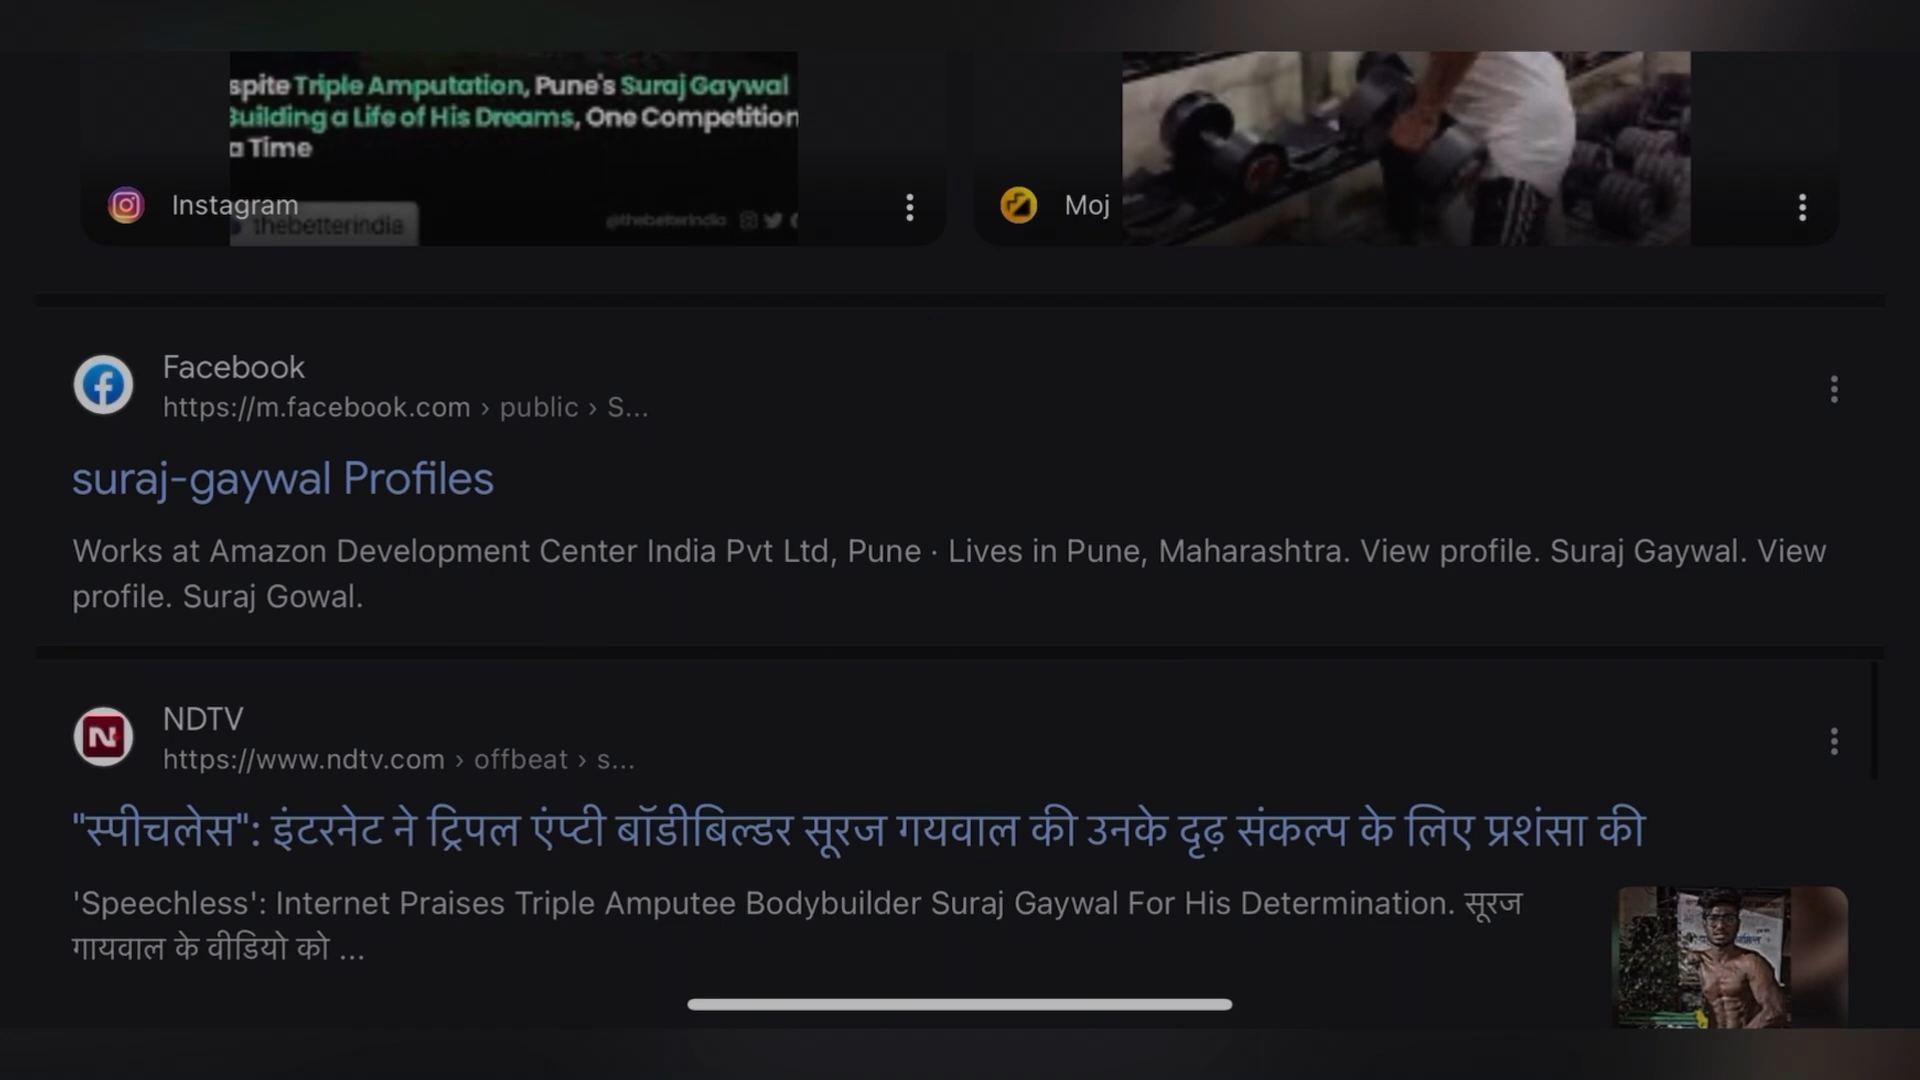 spite Triple Amputation, Pune's Suraj Gaywal
Building a Life of His Dreams, One Competition
a Time
Instagram
thebetterindia
@thebetterindia
Moj
Facebook
https://m.facebook.com › public › S...
suraj-gaywal Profiles
Works at Amazon Development Center India Pvt Ltd, Pune · Lives in Pune, Maharashtra. View profile. Suraj Gaywal. View
profile. Suraj Gowal.
NDTV
https://www.ndtv.com › offbeat › s...
"स्पीचलेस": इंटरनेट ने ट्रिपल एंप्टी बॉडीबिल्डर सूरज गयवाल की उनके दृढ़ संकल्प के लिए प्रशंसा की
'Speechless': Internet Praises Triple Amputee Bodybuilder Suraj Gaywal For His Determination. सूरज
गायवाल के वीडियो को ...